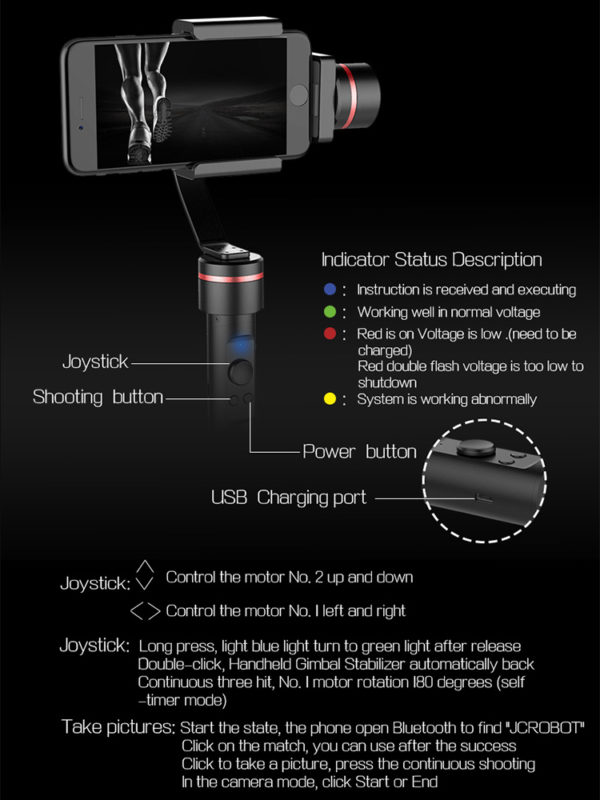 Indicator Status Description
: Instruction is received and executing
: Working well in normal voltage
: Red is on Voltage is low .(need to be
charged)
Red double flash voltage is too low to
shutdown
: System is working abnormally
Joystick
Shooting button
Power button
USB Charging port
Joystick: Control the motor No. 2 up and down
< > Control the motor No. 1 left and right
Joystick: Long press, light blue light turn to green light after release
Double-click, Handheld Gimbal Stabilizer automatically back
Continuous three hit, No. 1 motor rotation 180 degrees (self
-timer mode)
Take pictures: Start the state, the phone open Bluetooth to find "JCROBOT"
Click on the match, you can use after the success
Click to take a picture, press the continuous shooting
In the camera mode, click Start or End